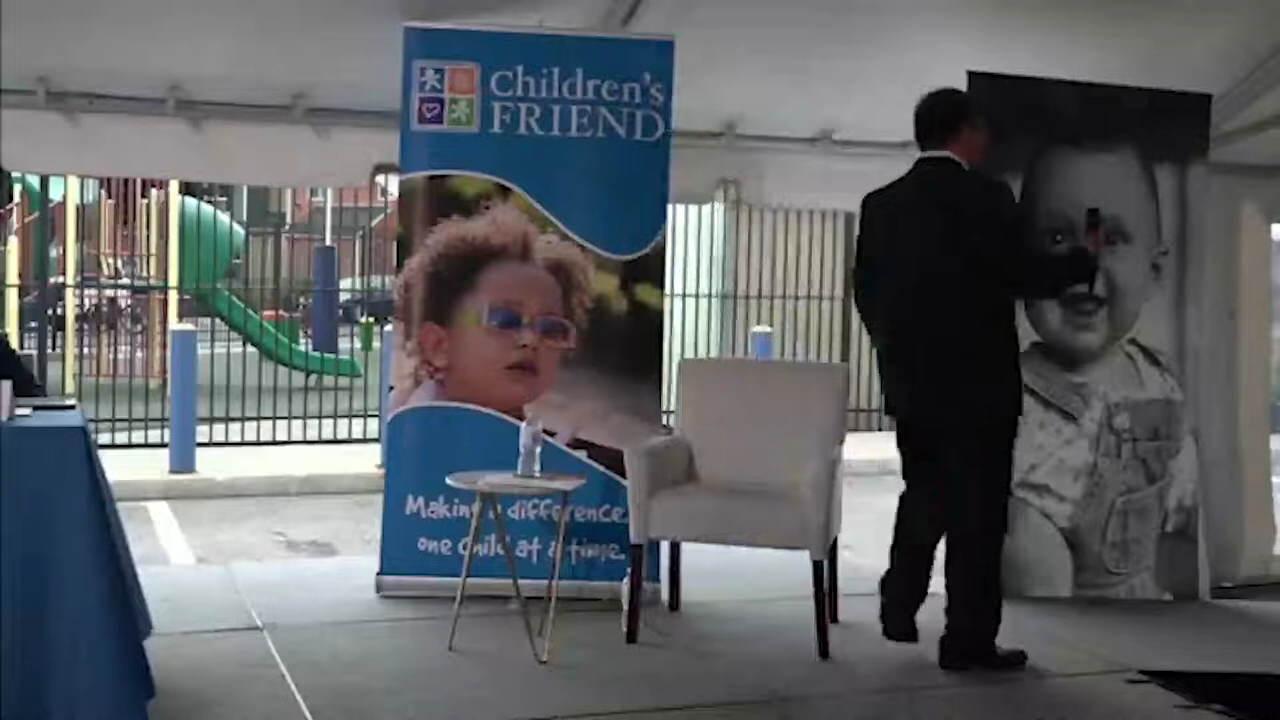 Children's
FRIEND
Making a difference,
one child at a time.